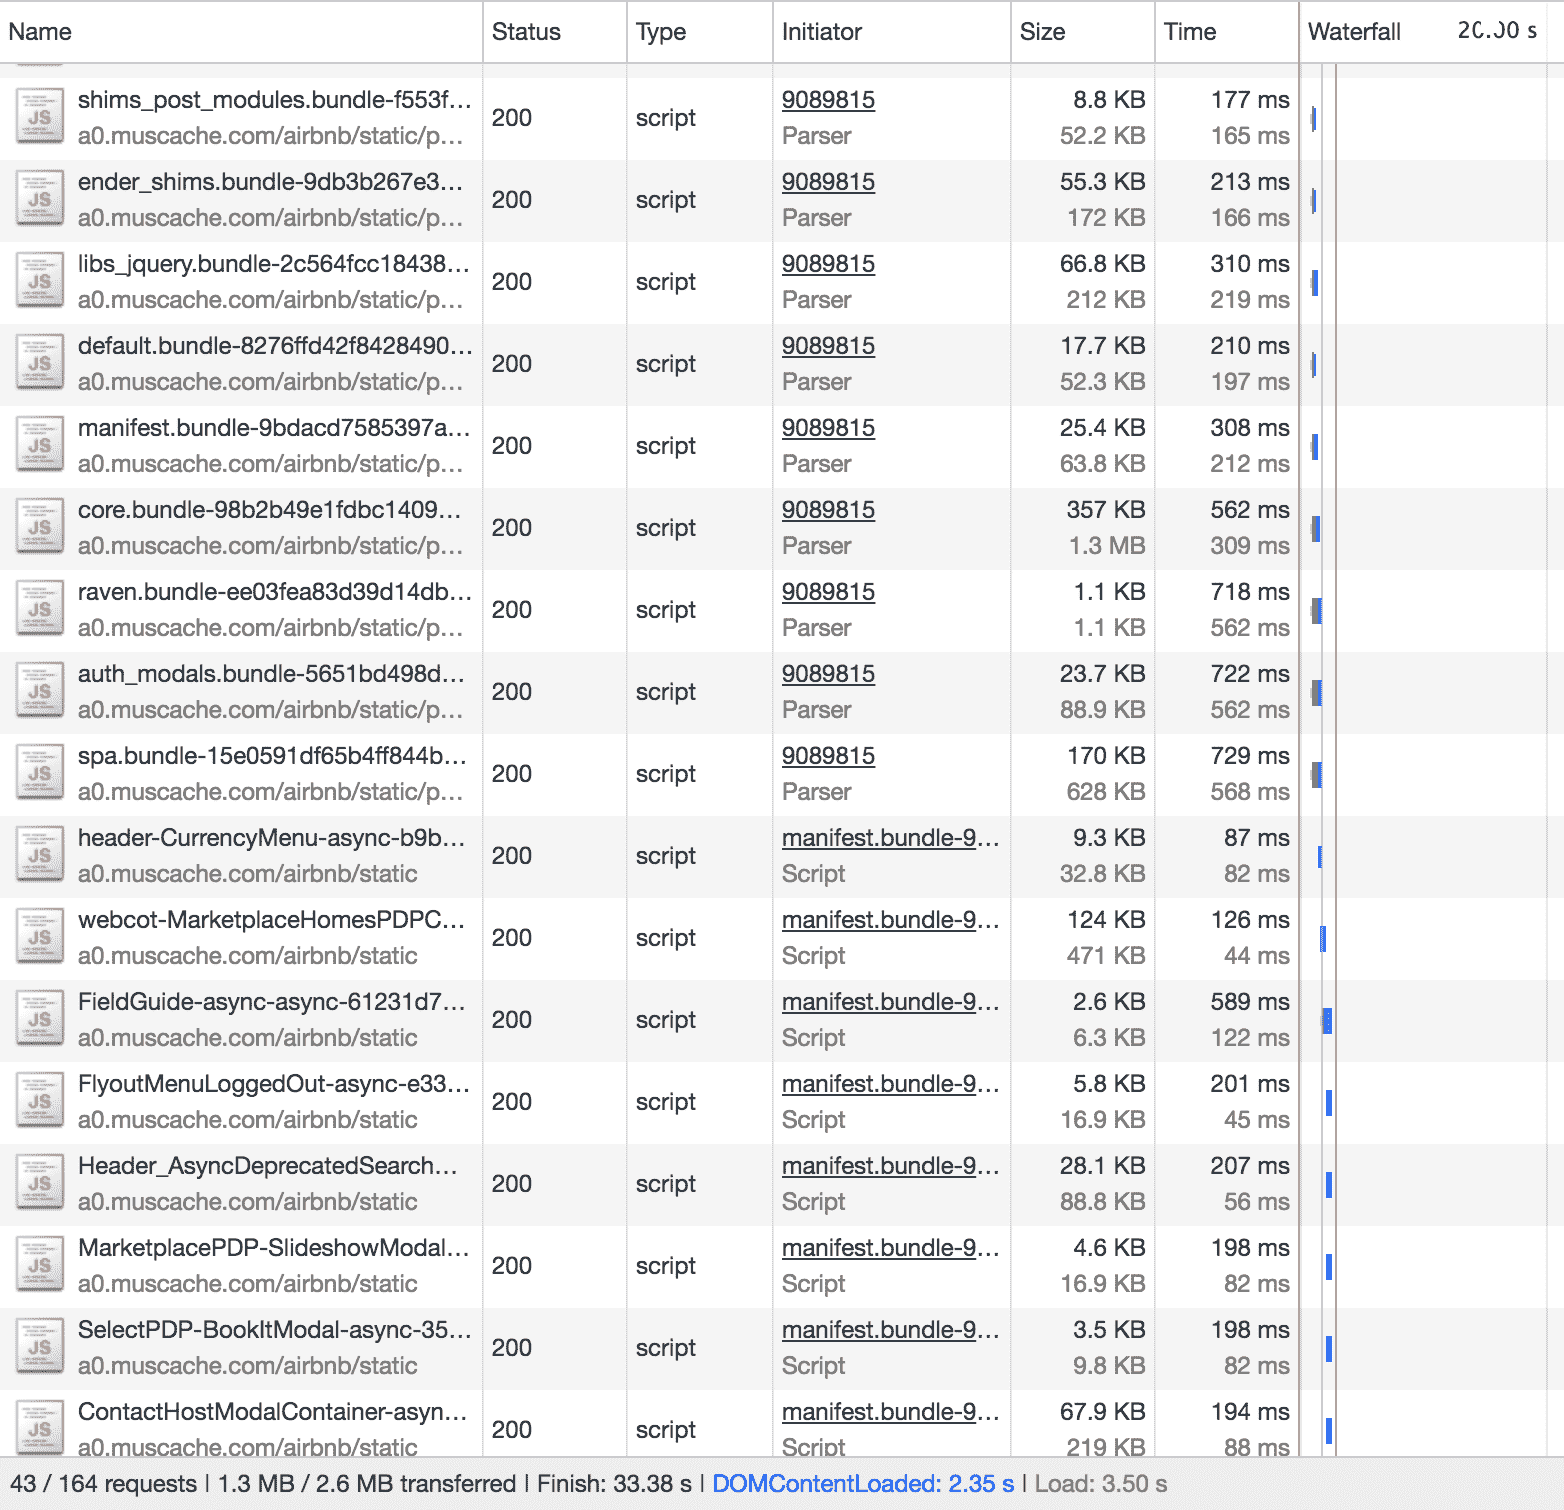 Name Status Type Initiator Size Time Waterfall 20.00 s
shims_post_modules.bundle-f553f... 9089815 8.8 KB 177 ms
JS 200 script
a0.muscache.com/airbnb/static/p... Parser 52.2 KB 165 ms
ender_shims.bundle-9db3b267e3... 9089815 55.3 KB 213 ms
JS 200 script
a0.muscache.com/airbnb/static/p... Parser 172 KB 166 ms
libs_jquery.bundle-2c564fcc18438... 9089815 66.8 KB 310 ms
JS 200 script
a0.muscache.com/airbnb/static/p... Parser 212 KB 219 ms
default.bundle-8276ffd42f8428490... 9089815 17.7 KB 210 ms
JS 200 script
a0.muscache.com/airbnb/static/p... Parser 52.3 KB 197 ms
manifest.bundle-9bdacd7585397a... 9089815 25.4 KB 308 ms
JS 200 script
a0.muscache.com/airbnb/static/p... Parser 63.8 KB 212 ms
core.bundle-98b2b49e1fdbc1409... 9089815 357 KB 562 ms
JS 200 script
a0.muscache.com/airbnb/static/p... Parser 1.3 MB 309 ms
raven.bundle-ee03fea83d39d14db... 9089815 1.1 KB 718 ms
JS 200 script
a0.muscache.com/airbnb/static/p... Parser 1.1 KB 562 ms
auth_modals.bundle-5651bd498d... 9089815 23.7 KB 722 ms
JS 200 script
a0.muscache.com/airbnb/static/p... Parser 88.9 KB 562 ms
spa.bundle-15e0591df65b4ff844b... 9089815 170 KB 729 ms
JS 200 script
a0.muscache.com/airbnb/static/p... Parser 628 KB 568 ms
header-CurrencyMenu-async-b9b... manifest.bundle-9... 9.3 KB 87 ms
JS 200 script
a0.muscache.com/airbnb/static Script 32.8 KB 82 ms
webcot-MarketplaceHomesPDPC... manifest.bundle-9... 124 KB 126 ms
JS 200 script
a0.muscache.com/airbnb/static Script 471 KB 44 ms
FieldGuide-async-async-61231d7... manifest.bundle-9... 2.6 KB 589 ms
JS 200 script
a0.muscache.com/airbnb/static Script 6.3 KB 122 ms
FlyoutMenuLoggedOut-async-e33... manifest.bundle-9... 5.8 KB 201 ms
JS 200 script
a0.muscache.com/airbnb/static Script 16.9 KB 45 ms
Header_AsyncDeprecatedSearch... manifest.bundle-9... 28.1 KB 207 ms
JS 200 script
a0.muscache.com/airbnb/static Script 88.8 KB 56 ms
MarketplacePDP-SlideshowModal... manifest.bundle-9... 4.6 KB 198 ms
JS 200 script
a0.muscache.com/airbnb/static Script 16.9 KB 82 ms
SelectPDP-BookItModal-async-35... manifest.bundle-9... 3.5 KB 198 ms
JS 200 script
a0.muscache.com/airbnb/static Script 9.8 KB 82 ms
ContactHostModalContainer-asyn... manifest.bundle-9... 67.9 KB 194 ms
JS 200 script
a0.muscache.com/airbnb/static Script 219 KB 88 ms
43 / 164 requests | 1.3 MB / 2.6 MB transferred | Finish: 33.38 s | DOMContentLoaded: 2.35 s | Load: 3.50 s